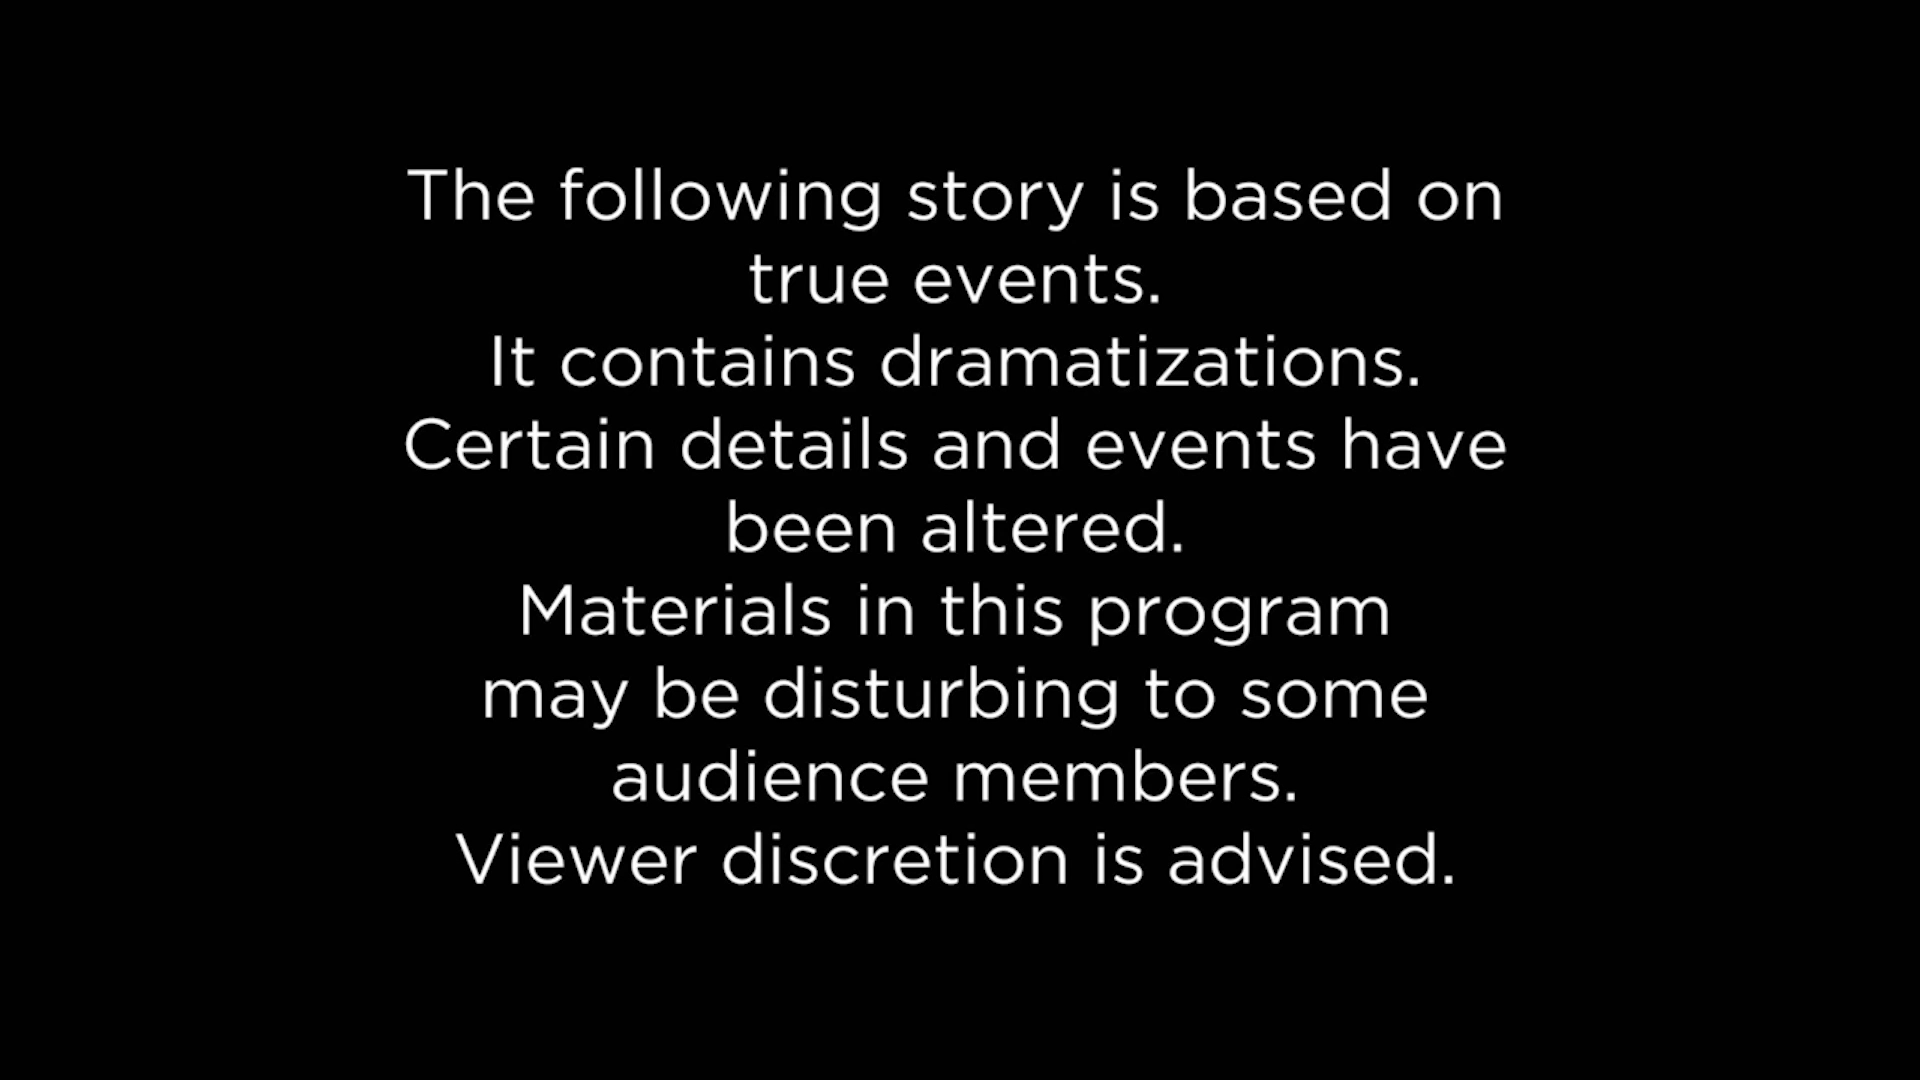 The following story is based on
true events.
It contains dramatizations.
Certain details and events have
been altered.
Materials in this program
may be disturbing to some
audience members.
Viewer discretion is advised.